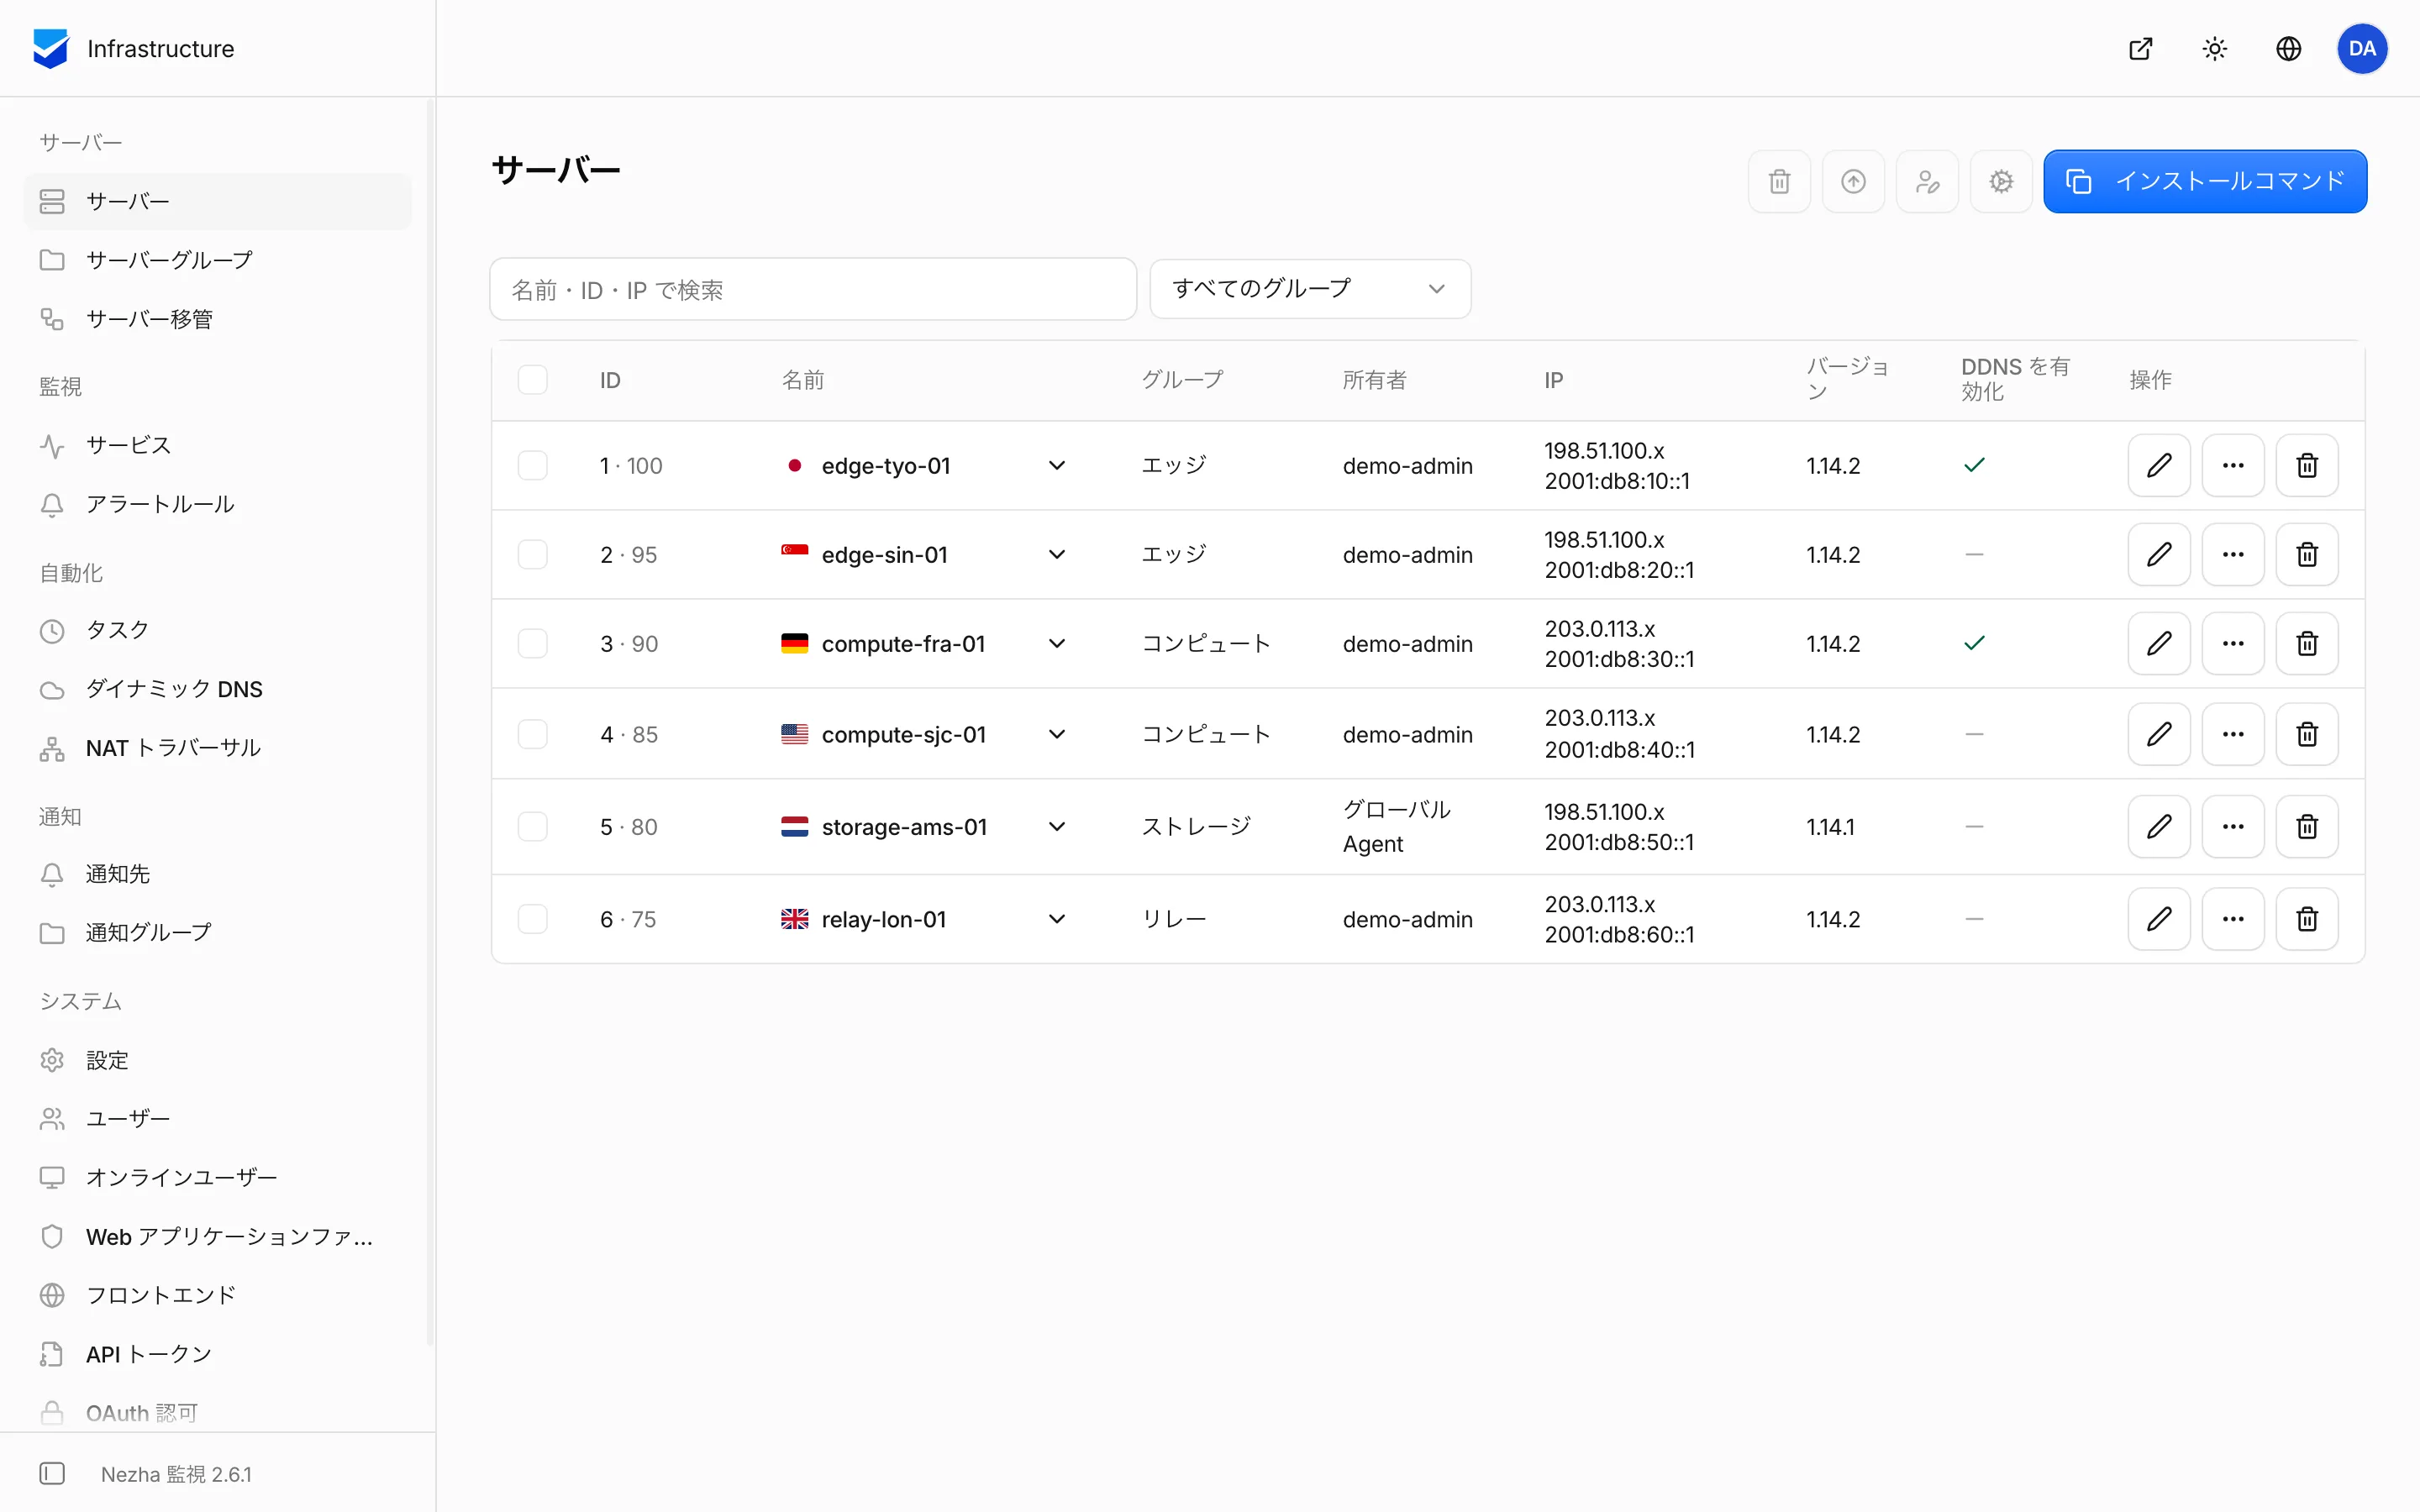 Infrastructure
DA
サーバー
サーバー
サーバーグループ
サーバー移管
監視
サービス
アラートルール
自動化
タスク
ダイナミック DNS
NAT トラバーサル
通知
通知先
通知グループ
システム
設定
ユーザー
オンラインユーザー
Web アプリケーションファ...
フロントエンド
API トークン
OAuth 認可
Nezha 監視 2.6.1
サーバー
インストールコマンド
名前・ID・IP で検索
すべてのグループ
ID 名前 グループ 所有者 IP バージョ DDNS を有 操作
ン 効化
1 · 100 edge-tyo-01 エッジ demo-admin 198.51.100.x 1.14.2
2001:db8:10::1
2 · 95 edge-sin-01 エッジ demo-admin 198.51.100.x 1.14.2 —
2001:db8:20::1
3 · 90 compute-fra-01 コンピュート demo-admin 203.0.113.x 1.14.2
2001:db8:30::1
4 · 85 compute-sjc-01 コンピュート demo-admin 203.0.113.x 1.14.2 —
2001:db8:40::1
5 · 80 storage-ams-01 ストレージ グローバル 198.51.100.x 1.14.1 —
Agent 2001:db8:50::1
6 · 75 relay-lon-01 リレー demo-admin 203.0.113.x 1.14.2 —
2001:db8:60::1